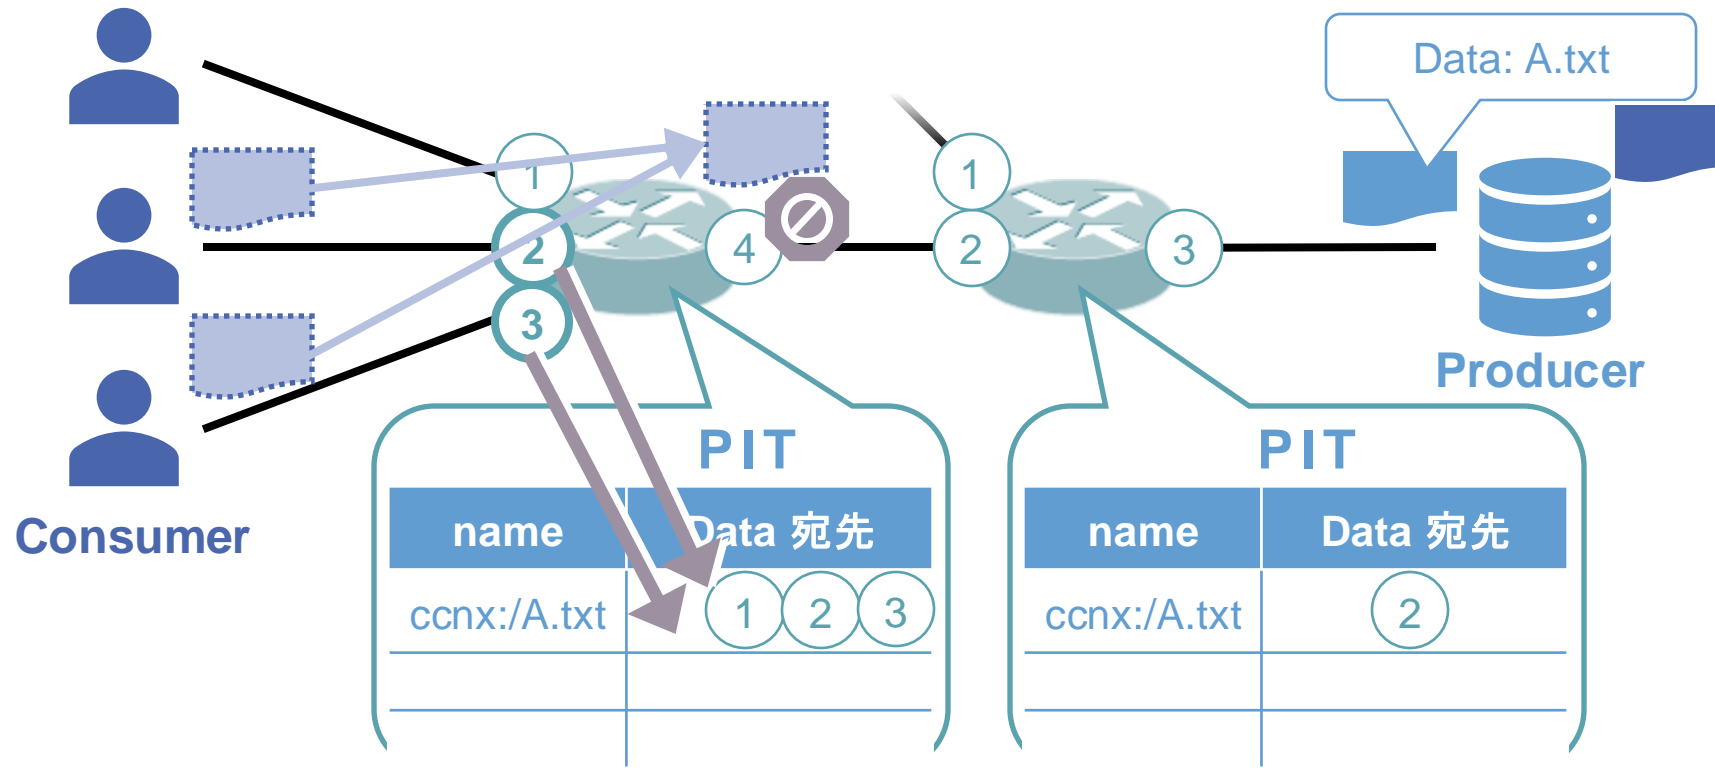 Data: A.txt
1
2
3
4
1
2
3
Producer
Consumer
PIT
name Data 宛先
ccnx:/A.txt 1 2 3
PIT
name Data 宛先
ccnx:/A.txt 2